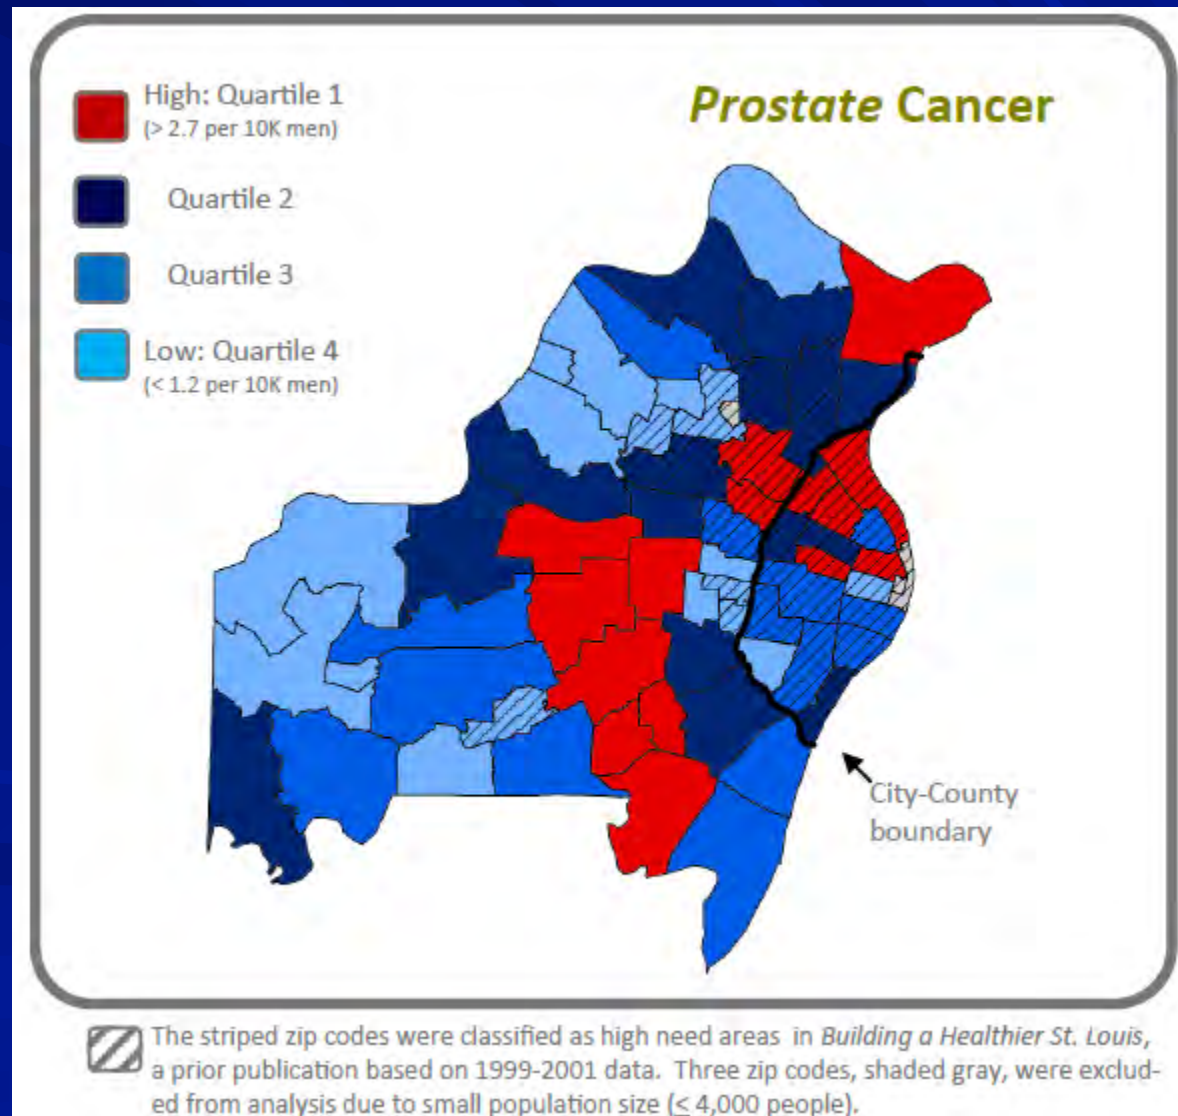 High: Quartile 1
(> 2.7 per 10K men)
Prostate Cancer
Quartile 2
Quartile 3
Low: Quartile 4
(< 1.2 per 10K men)
City-County
boundary
The striped zip codes were classified as high need areas in Building a Healthier St. Louis,
a prior publication based on 1999-2001 data. Three zip codes, shaded gray, were exclud-
ed from analysis due to small population size (≤ 4,000 people).